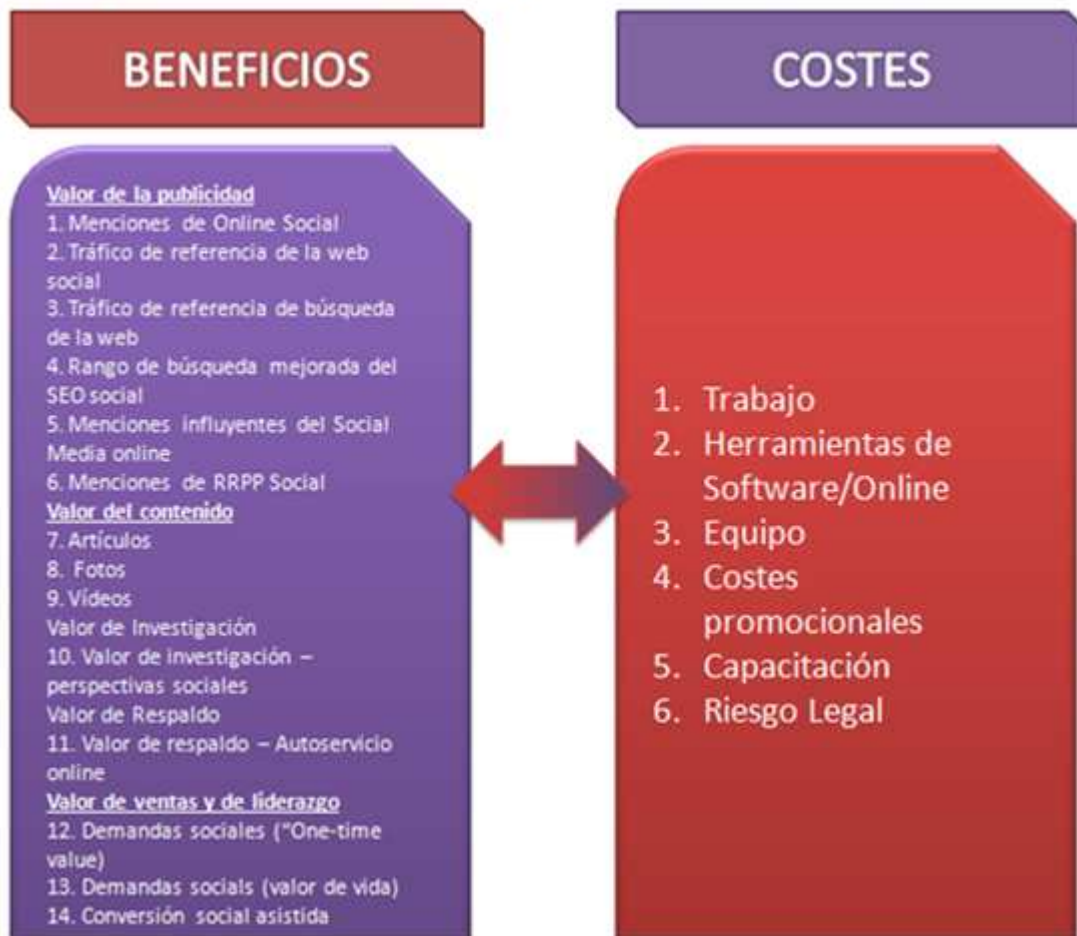 BENEFICIOS
Valor de la publicidad
1. Menciones de Online Social
2. Tráfico de referencia de la web
social
3. Tráfico de referencia de búsqueda
de la web
4. Rango de búsqueda mejorada del
SEO social
5. Menciones influyentes del Social
Media online
6. Menciones de RRPP Social
Valor del contenido
7. Artículos
8. Fotos
9. Vídeos
Valor de Investigación
10. Valor de investigación –
perspectivas sociales
Valor de Respaldo
11. Valor de respaldo – Autoservicio
online
Valor de ventas y de liderazgo
12. Demandas sociales ("One-time
value)
13. Demandas socials (valor de vida)
14. Conversión social asistida
COSTES
1. Trabajo
2. Herramientas de
Software/Online
3. Equipo
4. Costes
promocionales
5. Capacitación
6. Riesgo Legal